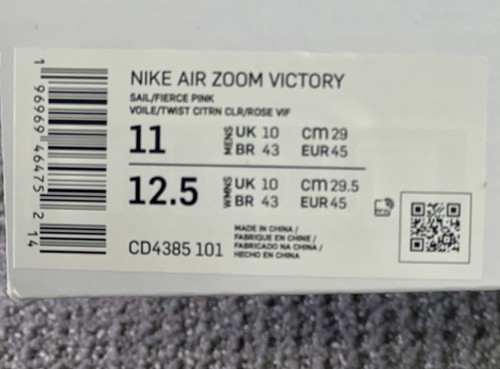 1 96969 46475 2 14
NIKE AIR ZOOM VICTORY
SAIL/FIERCE PINK
VOILE/TWIST CITRN CLR/ROSE VIF
11 MENS UK 10 CM 29
BR 43 EUR 45
12.5 WMNS UK 10 CM 29.5
BR 43 EUR 45
CD4385 101
MADE IN CHINA /
FABRIQUE EN CHINE /
FABRICADO NA CHINA /
HECHO EN CHINA